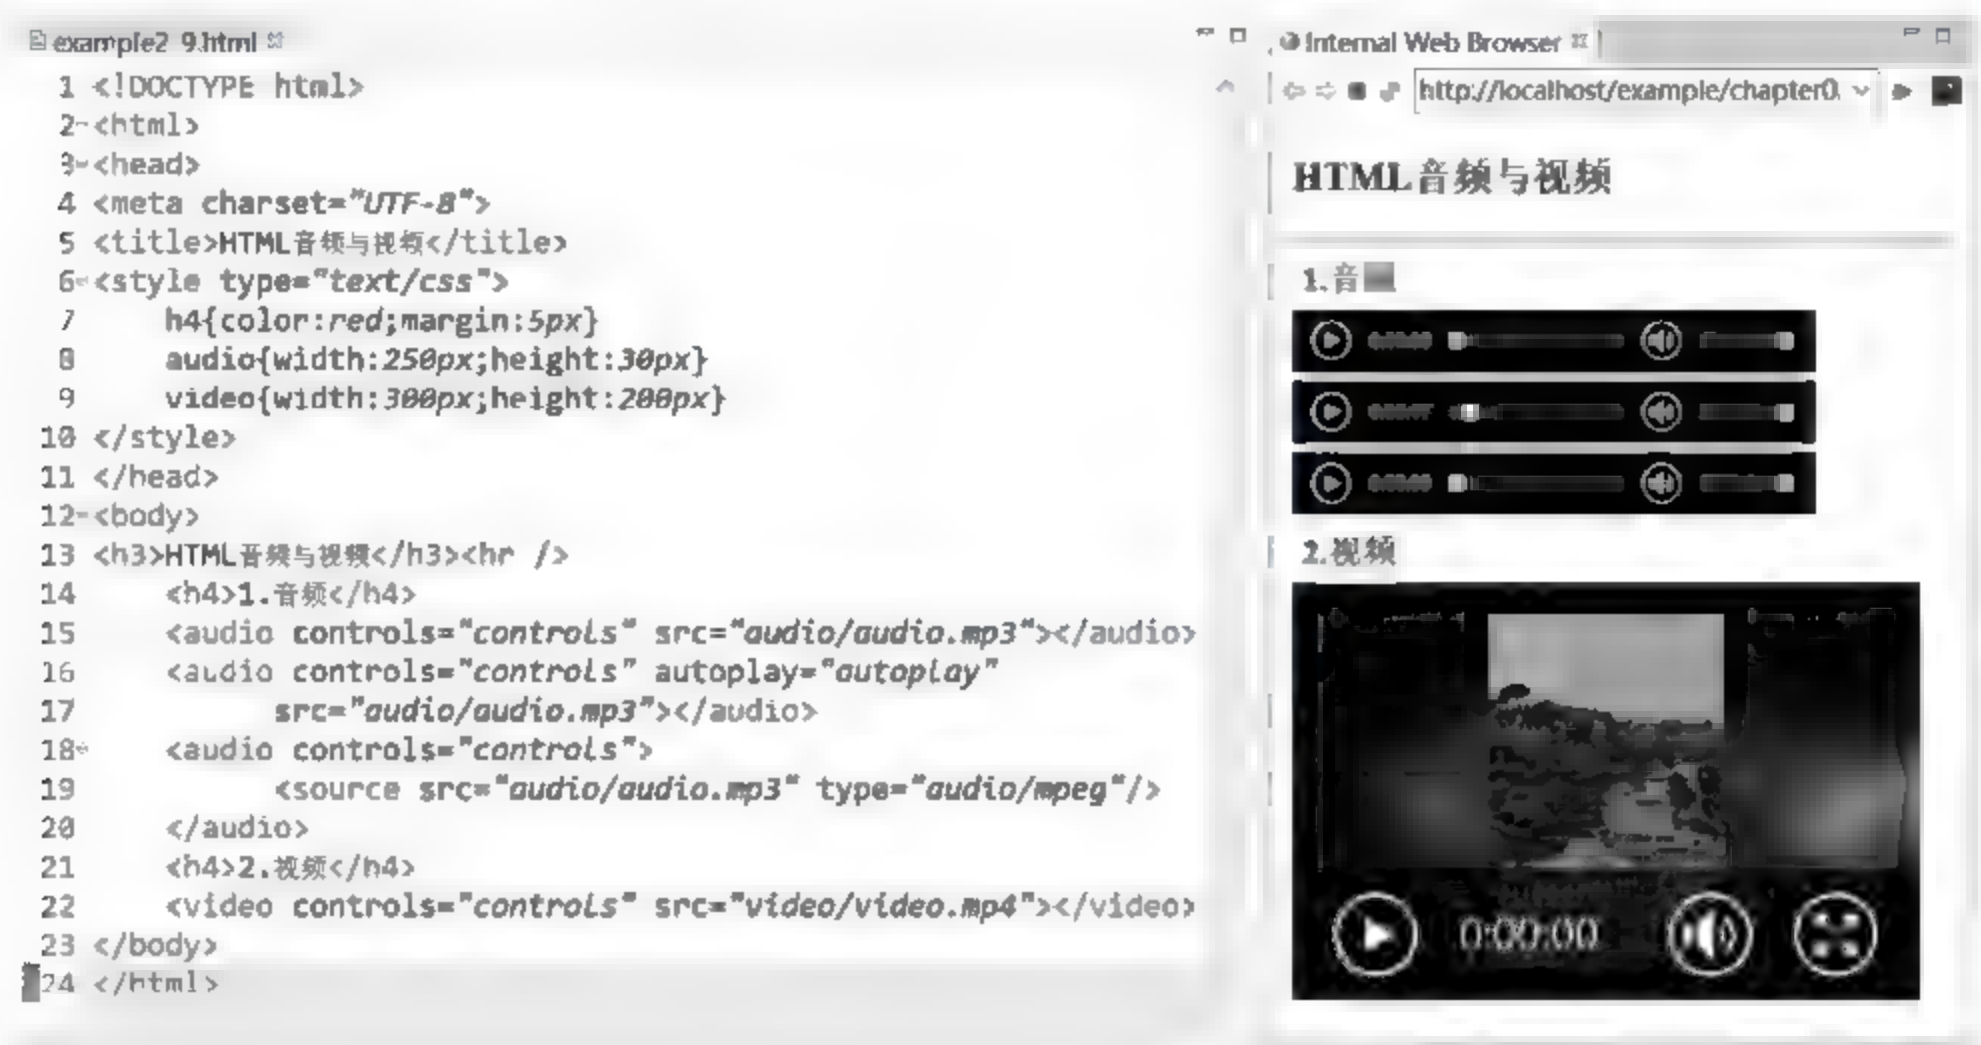 example2_9.html
1 <!DOCTYPE html>
2 <html>
3 <head>
4 <meta charset="UTF-8">
5 <title>HTML音频与视频</title>
6 <style type="text/css">
7 h4{color:red;margin:5px}
8 audio{width:250px;height:30px}
9 video{width:300px;height:200px}
10 </style>
11 </head>
12 <body>
13 <h3>HTML音频与视频</h3><hr />
14 <h4>1.音频</h4>
15 <audio controls="controls" src="audio/audio.mp3"></audio>
16 <audio controls="controls" autoplay="autoplay"
17 src="audio/audio.mp3"></audio>
18 <audio controls="controls">
19 <source src="audio/audio.mp3" type="audio/mpeg"/>
20 </audio>
21 <h4>2.视频</h4>
22 <video controls="controls" src="video/video.mp4"></video>
23 </body>
24 </html>
Internal Web Browser
http://localhost/example/chapter0
HTML音频与视频
1.音
2.视频
0:00:00